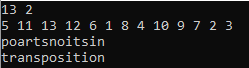 13 2
5 11 13 12 6 1 8 4 10 9 7 2 3
poartsnoitsin
transposition